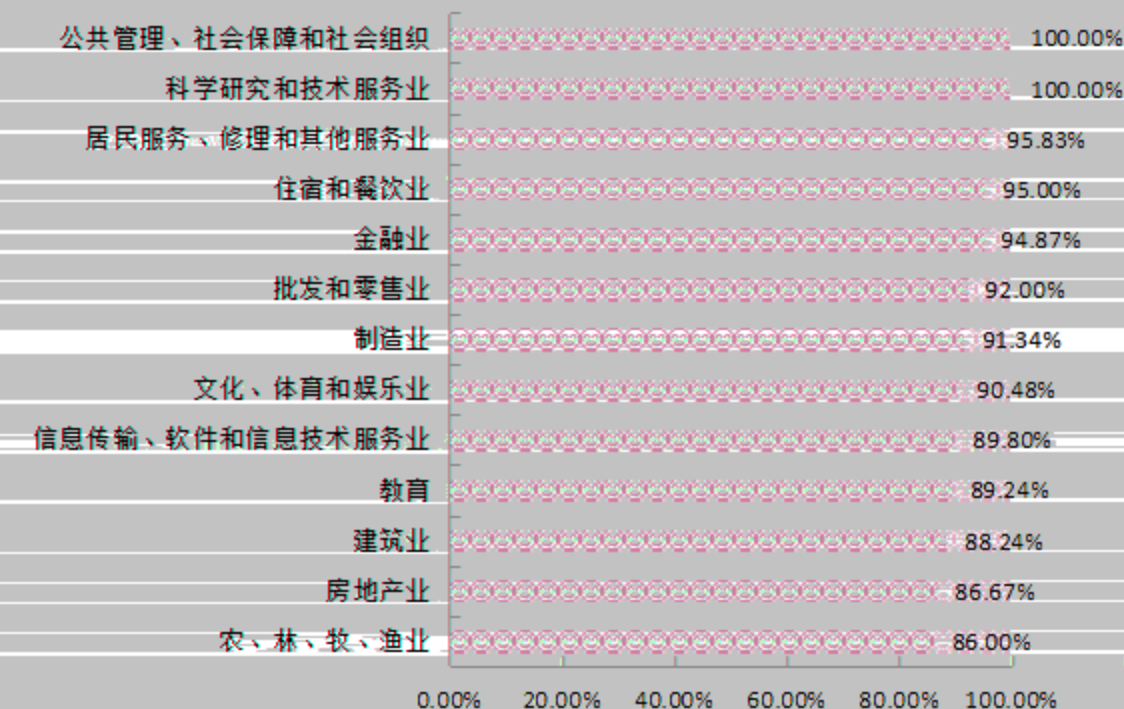 公共管理、社会保障和社会组织 100.00%
科学研究和技术服务业 100.00%
居民服务、修理和其他服务业 95.83%
住宿和餐饮业 95.00%
金融业 94.87%
批发和零售业 92.00%
制造业 91.34%
文化、体育和娱乐业 90.48%
信息传输、软件和信息技术服务业 89.80%
教育 89.24%
建筑业 88.24%
房地产业 86.67%
农、林、牧、渔业 86.00%
0.00% 20.00% 40.00% 60.00% 80.00% 100.00%